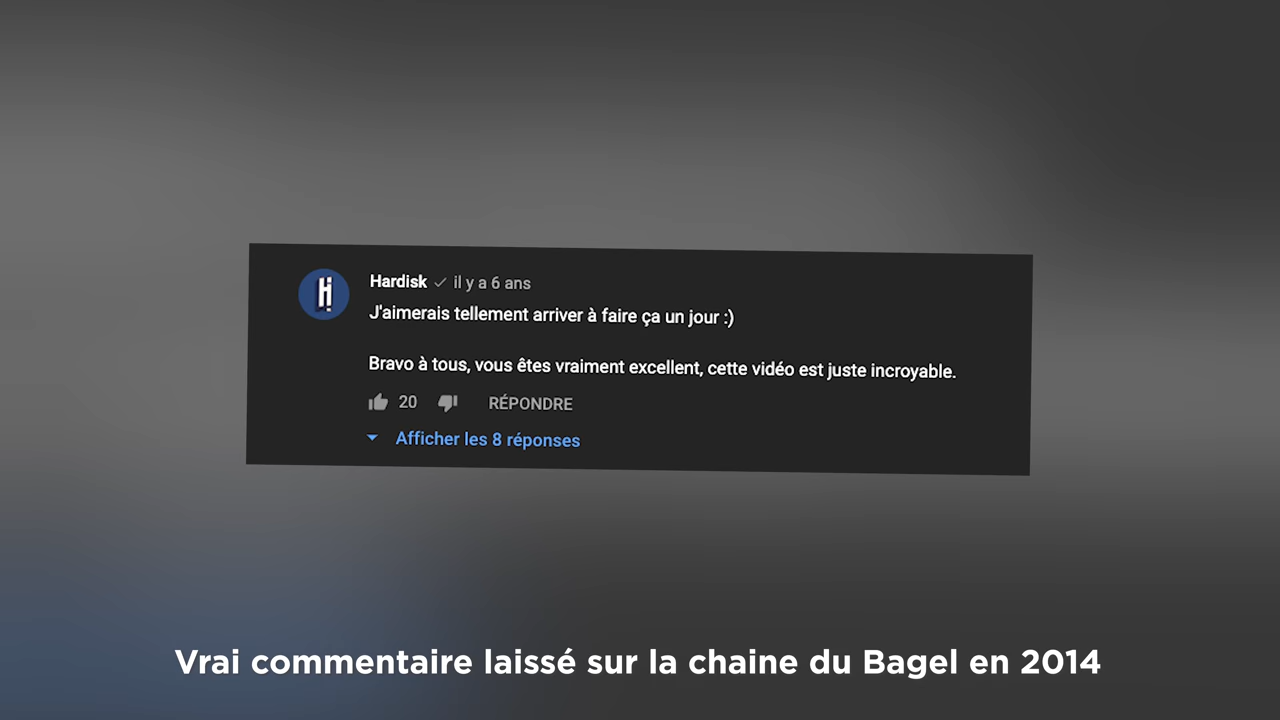 Hardisk il y a 6 ans
J'aimerais tellement arriver à faire ça un jour :)
Bravo à tous, vous êtes vraiment excellent, cette vidéo est juste incroyable.
20 RÉPONDRE
Afficher les 8 réponses
Vrai commentaire laissé sur la chaine du Bagel en 2014